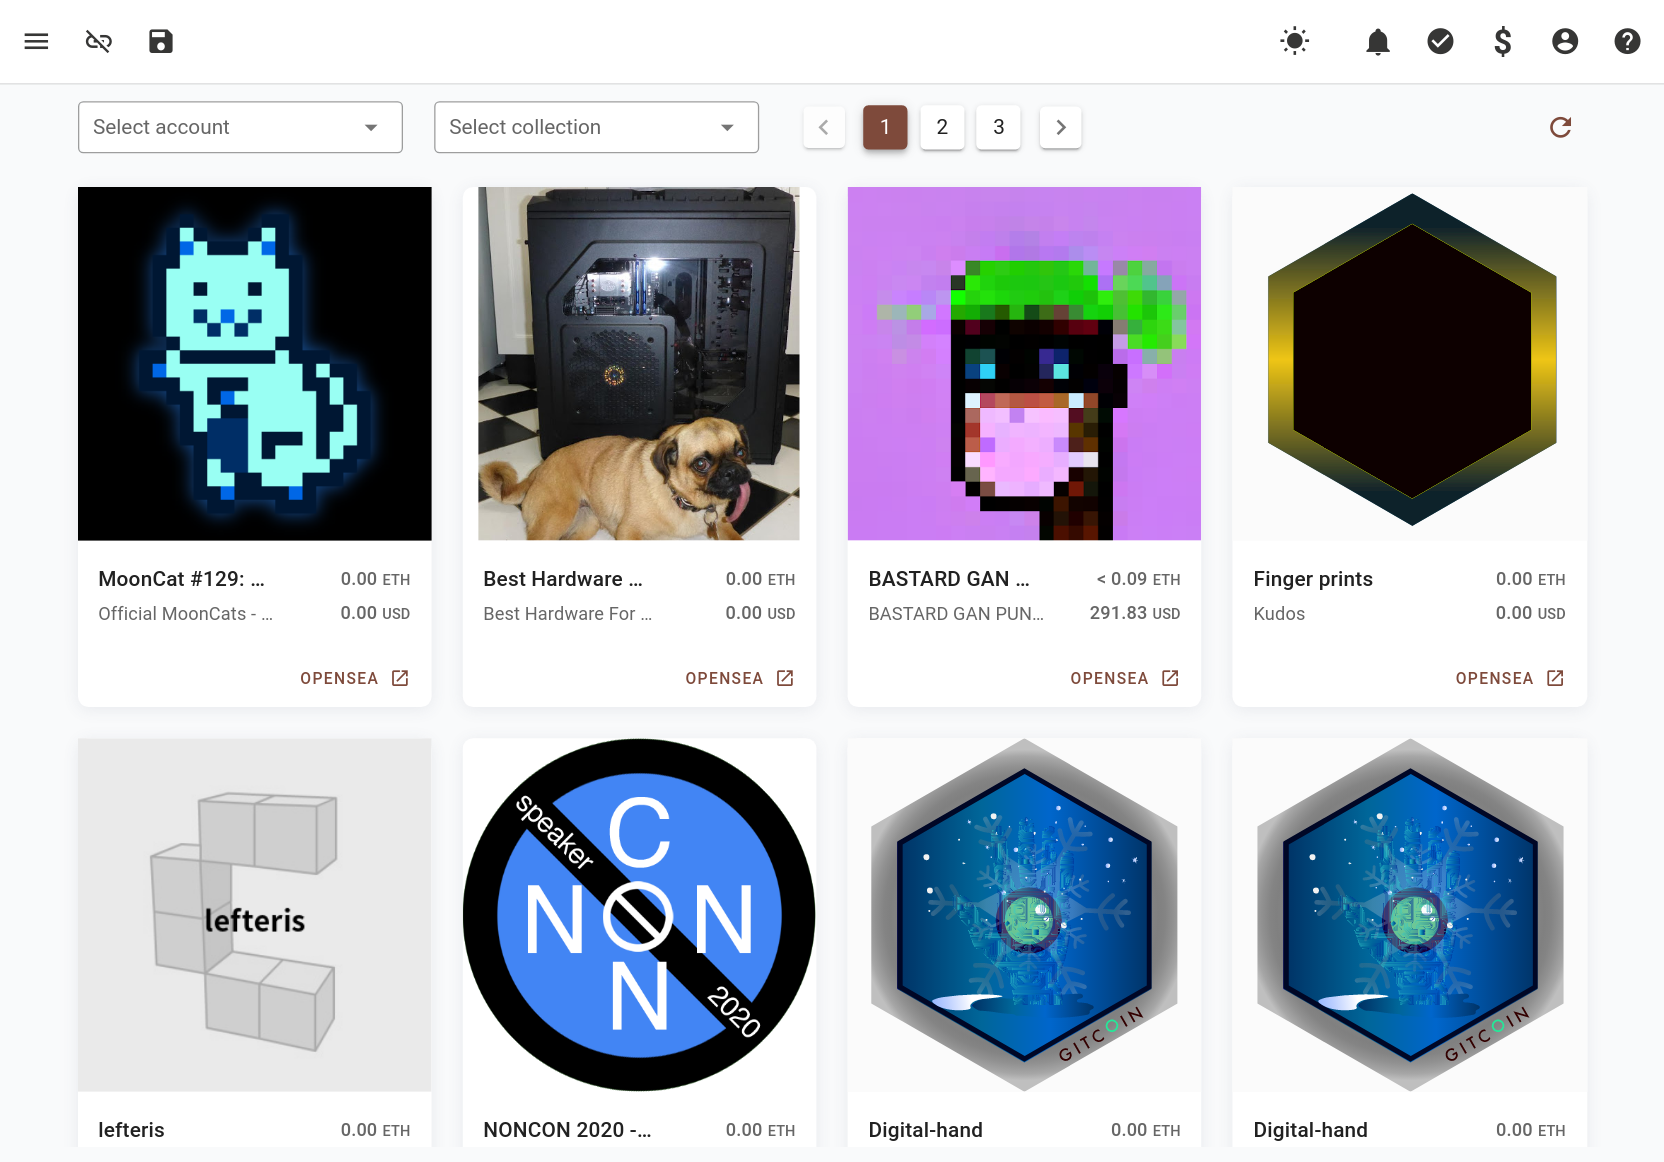 Select account
Select collection
1
2
3
MoonCat #129: ...
0.00 ETH
Official MoonCats - ...
0.00 USD
OPENSEA
Best Hardware ...
0.00 ETH
Best Hardware For ...
0.00 USD
OPENSEA
BASTARD GAN ...
< 0.09 ETH
BASTARD GAN PUN...
291.83 USD
OPENSEA
Finger prints
0.00 ETH
Kudos
0.00 USD
OPENSEA
lefteris
lefteris
0.00 ETH
speaker
C
NON
N
2020
NONCON 2020 -...
0.00 ETH
GITCOIN
Digital-hand
0.00 ETH
GITCOIN
Digital-hand
0.00 ETH